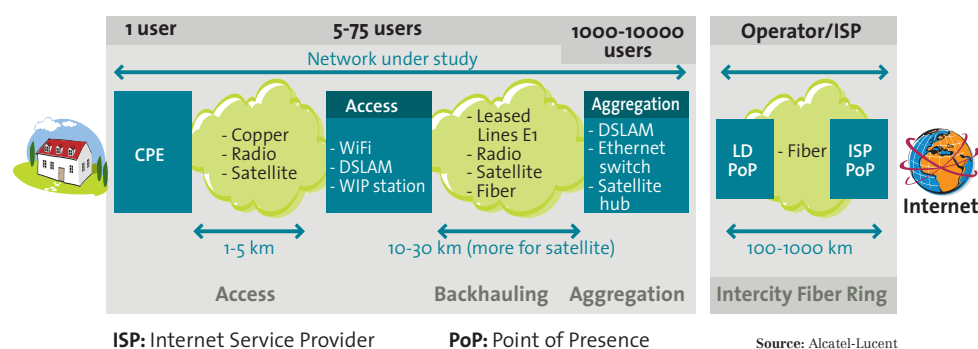 1 user
5-75 users
1000-10000
users
Operator/ISP
Network under study
CPE
- Copper
- Radio
- Satellite
Access
- WiFi
- DSLAM
- WIP station
- Leased
Lines E1
- Radio
- Satellite
- Fiber
Aggregation
- DSLAM
- Ethernet
switch
- Satellite
hub
LD
PoP
- Fiber
ISP
PoP
Internet
1-5 km
10-30 km (more for satellite)
100-1000 km
Access
Backhauling
Aggregation
Intercity Fiber Ring
ISP: Internet Service Provider
PoP: Point of Presence
Source: Alcatel-Lucent